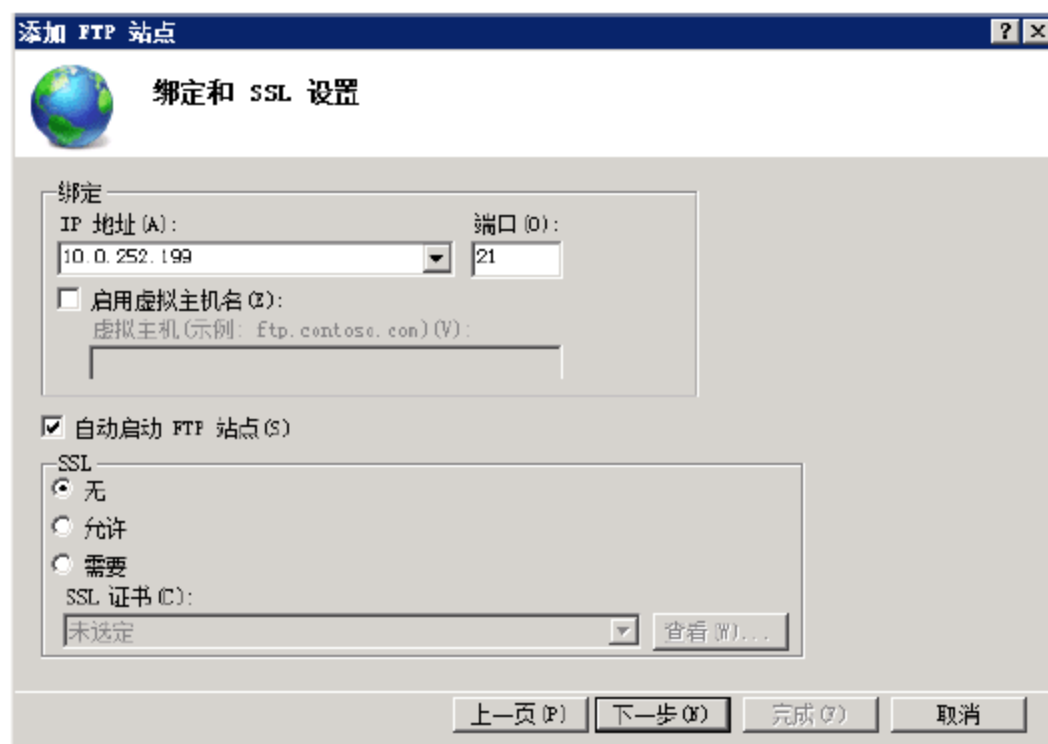 添加 FTP 站点
绑定和 SSL 设置
绑定
IP 地址(A): 端口(O):
10.0.252.199 21
启用虚拟主机名(E):
虚拟主机(示例: ftp.contoso.com)(V):
自动启动 FTP 站点(S)
SSL
无
允许
需要
SSL 证书(C):
未选定 查看(W)...
上一页(P) 下一步(N) 完成(F) 取消